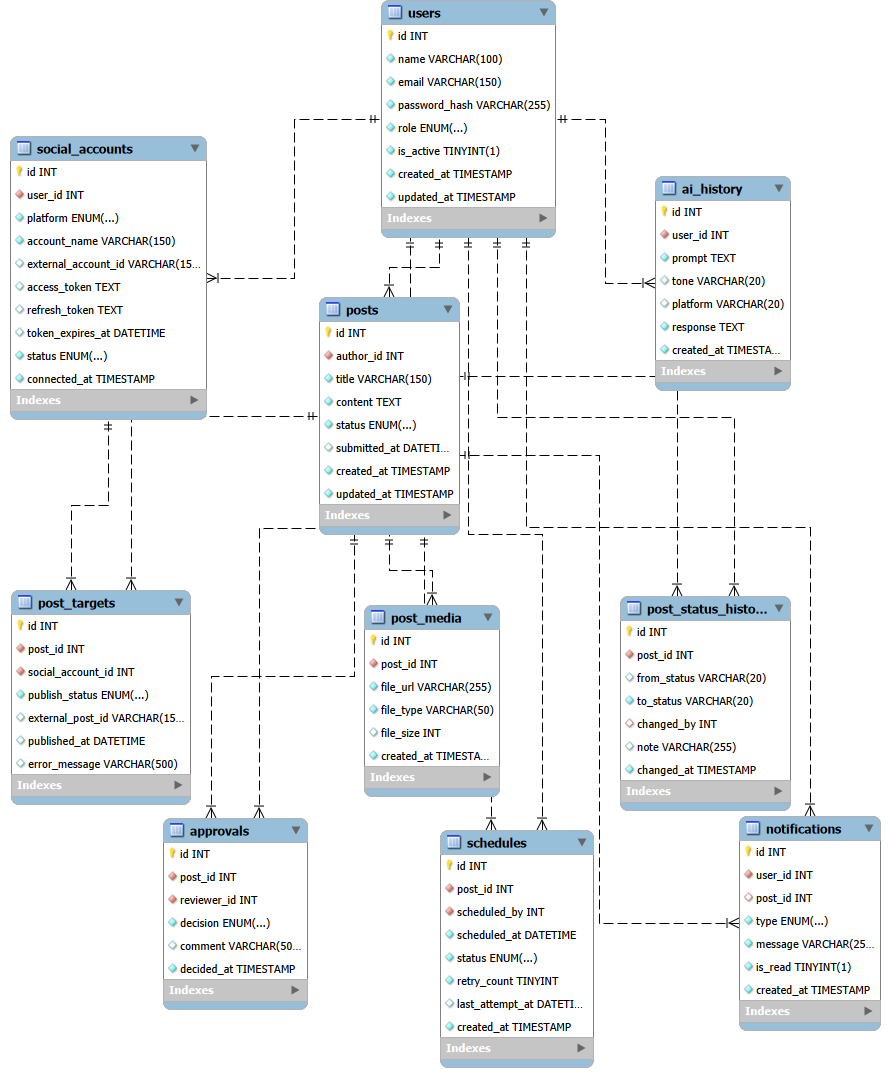 users
id INT
name VARCHAR(100)
email VARCHAR(150)
password_hash VARCHAR(255)
role ENUM(...)
is_active TINYINT(1)
created_at TIMESTAMP
updated_at TIMESTAMP
Indexes
social_accounts
id INT
user_id INT
platform ENUM(...)
account_name VARCHAR(150)
external_account_id VARCHAR(15...
access_token TEXT
refresh_token TEXT
token_expires_at DATETIME
status ENUM(...)
connected_at TIMESTAMP
Indexes
ai_history
id INT
user_id INT
prompt TEXT
tone VARCHAR(20)
platform VARCHAR(20)
response TEXT
created_at TIMESTA...
Indexes
posts
id INT
author_id INT
title VARCHAR(150)
content TEXT
status ENUM(...)
submitted_at DATETI...
created_at TIMESTAMP
updated_at TIMESTAMP
Indexes
post_targets
id INT
post_id INT
social_account_id INT
publish_status ENUM(...)
external_post_id VARCHAR(15...
published_at DATETIME
error_message VARCHAR(500)
Indexes
post_media
id INT
post_id INT
file_url VARCHAR(255)
file_type VARCHAR(50)
file_size INT
created_at TIMESTA...
Indexes
post_status_histo...
id INT
post_id INT
from_status VARCHAR(20)
to_status VARCHAR(20)
changed_by INT
note VARCHAR(255)
changed_at TIMESTAMP
Indexes
approvals
id INT
post_id INT
reviewer_id INT
decision ENUM(...)
comment VARCHAR(50...
decided_at TIMESTAMP
Indexes
schedules
id INT
post_id INT
scheduled_by INT
scheduled_at DATETIME
status ENUM(...)
retry_count TINYINT
last_attempt_at DATETI...
created_at TIMESTAMP
Indexes
notifications
id INT
user_id INT
post_id INT
type ENUM(...)
message VARCHAR(25...
is_read TINYINT(1)
created_at TIMESTAMP
Indexes